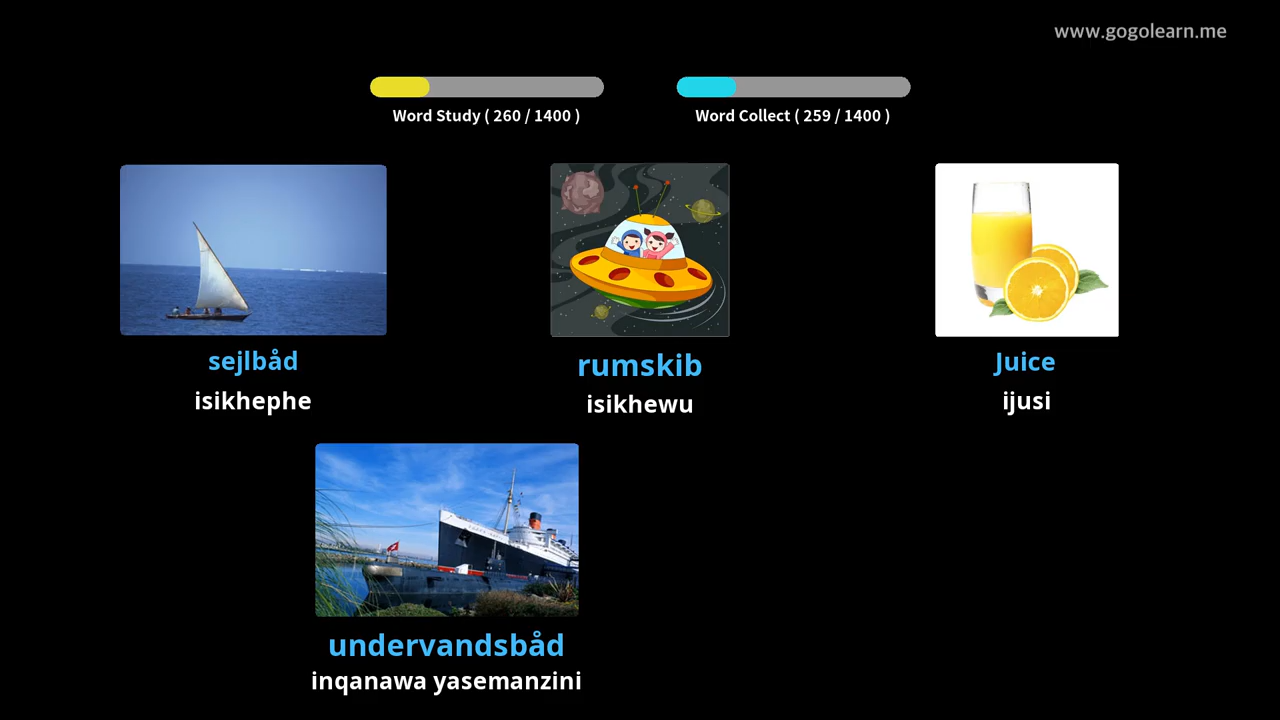 www.gogolearn.me
Word Study ( 260 / 1400 )
Word Collect ( 259 / 1400 )
sejlbåd
rumskib
Juice
isikhephe
isikhewu
ijusi
undervandsbåd
inqanawa yasemanzini